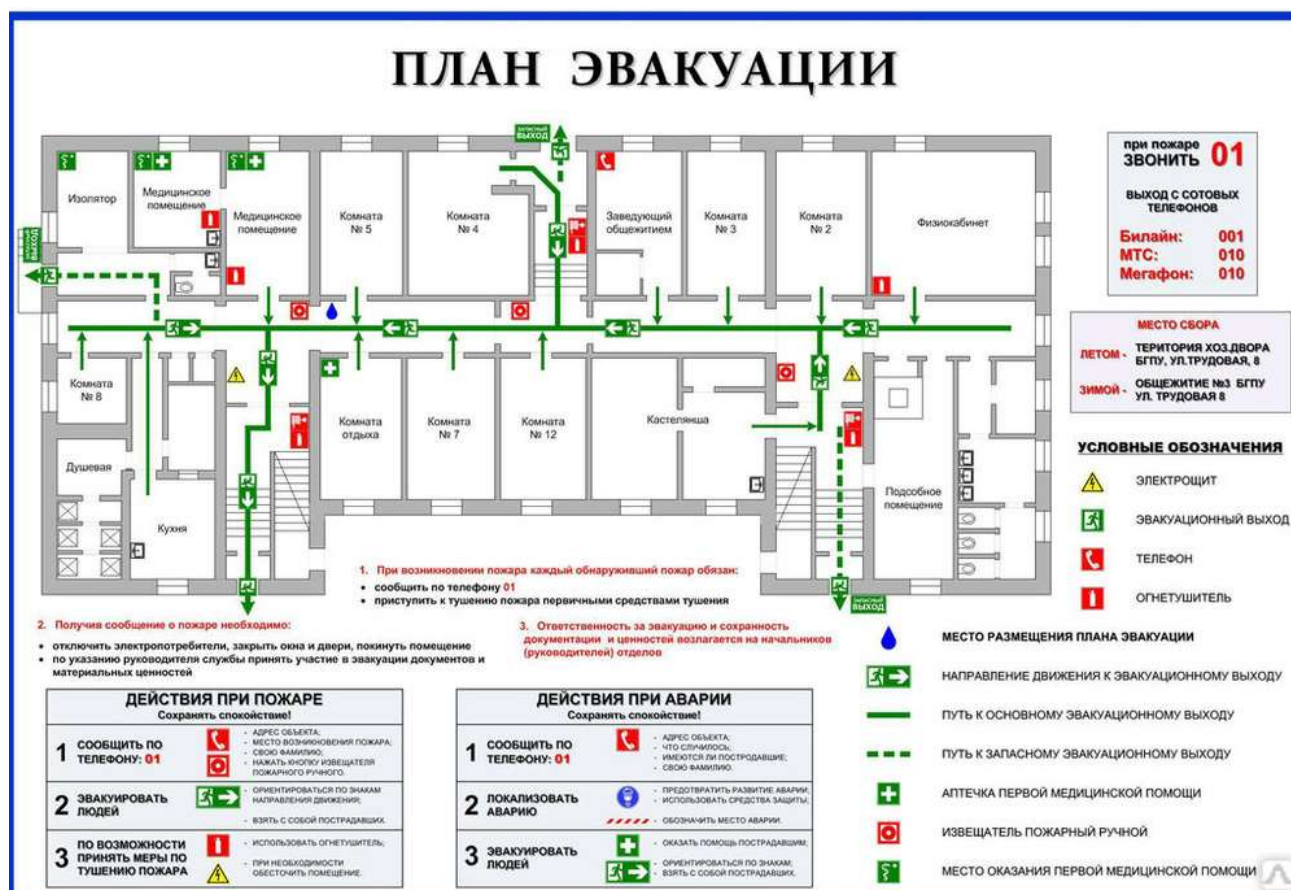 ПЛАН ЭВАКУАЦИИ
ЗАПАСНЫЙ
ВЫХОД
Изолятор
Медицинское
помещение
Медицинское
помещение
Комната
№ 5
Комната
№ 4
Заведующий
общежитием
Комната
№ 3
Комната
№ 2
Физиокабинет
ЗАПАСНЫЙ
ВЫХОД
Комната
№ 8
Душевая
Кухня
Комната
отдыха
Комната
№ 7
Комната
№ 12
Кастелянша
Подсобное
помещение
ЗАПАСНЫЙ
ВЫХОД
при пожаре
ЗВОНИТЬ 01
ВЫХОД С СОТОВЫХ
ТЕЛЕФОНОВ
Билайн: 001
МТС: 010
Мегафон: 010
МЕСТО СБОРА
ЛЕТОМ - ТЕРИТОРИЯ ХОЗ.ДВОРА
БГПУ, УЛ.ТРУДОВАЯ, 8
ЗИМОЙ - ОБЩЕЖИТИЕ №3 БГПУ
УЛ. ТРУДОВАЯ 8
УСЛОВНЫЕ ОБОЗНАЧЕНИЯ
ЭЛЕКТРОЩИТ
ЭВАКУАЦИОННЫЙ ВЫХОД
ТЕЛЕФОН
ОГНЕТУШИТЕЛЬ
МЕСТО РАЗМЕЩЕНИЯ ПЛАНА ЭВАКУАЦИИ
НАПРАВЛЕНИЕ ДВИЖЕНИЯ К ЭВАКУАЦИОННОМУ ВЫХОДУ
ПУТЬ К ОСНОВНОМУ ЭВАКУАЦИОННОМУ ВЫХОДУ
ПУТЬ К ЗАПАСНОМУ ЭВАКУАЦИОННОМУ ВЫХОДУ
АПТЕЧКА ПЕРВОЙ МЕДИЦИНСКОЙ ПОМОЩИ
ИЗВЕЩАТЕЛЬ ПОЖАРНЫЙ РУЧНОЙ
МЕСТО ОКАЗАНИЯ ПЕРВОЙ МЕДИЦИНСКОЙ ПОМОЩИ
1. При возникновении пожара каждый обнаруживший пожар обязан:
• сообщить по телефону 01
• приступить к тушению пожара первичными средствами тушения
2. Получив сообщение о пожаре необходимо:
• отключить электропотребители, закрыть окна и двери, покинуть помещение
• по указанию руководителя службы принять участие в эвакуации документов и
материальных ценностей
3. Ответственность за эвакуацию и сохранность
документации и ценностей возлагается на начальников
(руководителей) отделов
ДЕЙСТВИЯ ПРИ ПОЖАРЕ
Сохранять спокойствие!
1 СООБЩИТЬ ПО
ТЕЛЕФОНУ: 01
- АДРЕС ОБЪЕКТА;
- МЕСТО ВОЗНИКНОВЕНИЯ ПОЖАРА;
- СВОЮ ФАМИЛИЮ;
- НАЖАТЬ КНОПКУ ИЗВЕЩАТЕЛЯ
ПОЖАРНОГО РУЧНОГО.
2 ЭВАКУИРОВАТЬ
ЛЮДЕЙ
- ОРИЕНТИРОВАТЬСЯ ПО ЗНАКАМ
НАПРАВЛЕНИЯ ДВИЖЕНИЯ;
- ВЗЯТЬ С СОБОЙ ПОСТРАДАВШИХ.
3 ПО ВОЗМОЖНОСТИ
ПРИНЯТЬ МЕРЫ ПО
ТУШЕНИЮ ПОЖАРА
- ИСПОЛЬЗОВАТЬ ОГНЕТУШИТЕЛЬ;
- ПРИ НЕОБХОДИМОСТИ
ОБЕСТОЧИТЬ ПОМЕЩЕНИЕ.
ДЕЙСТВИЯ ПРИ АВАРИИ
Сохранять спокойствие!
1 СООБЩИТЬ ПО
ТЕЛЕФОНУ: 01
- АДРЕС ОБЪЕКТА;
- ЧТО СЛУЧИЛОСЬ;
- ИМЕЮТСЯ ЛИ ПОСТРАДАВШИЕ;
- СВОЮ ФАМИЛИЮ.
2 ЛОКАЛИЗОВАТЬ
АВАРИЮ
- ПРЕДОТВРАТИТЬ РАЗВИТИЕ АВАРИИ;
- ИСПОЛЬЗОВАТЬ СРЕДСТВА ЗАЩИТЫ;
- ОБОЗНАЧИТЬ МЕСТО АВАРИИ.
3 ЭВАКУИРОВАТЬ
ЛЮДЕЙ
- ОКАЗАТЬ ПОМОЩЬ ПОСТРАДАВШИМ;
- ОРИЕНТИРОВАТЬСЯ ПО ЗНАКАМ;
- ВЗЯТЬ С СОБОЙ ПОСТРАДАВШИХ.